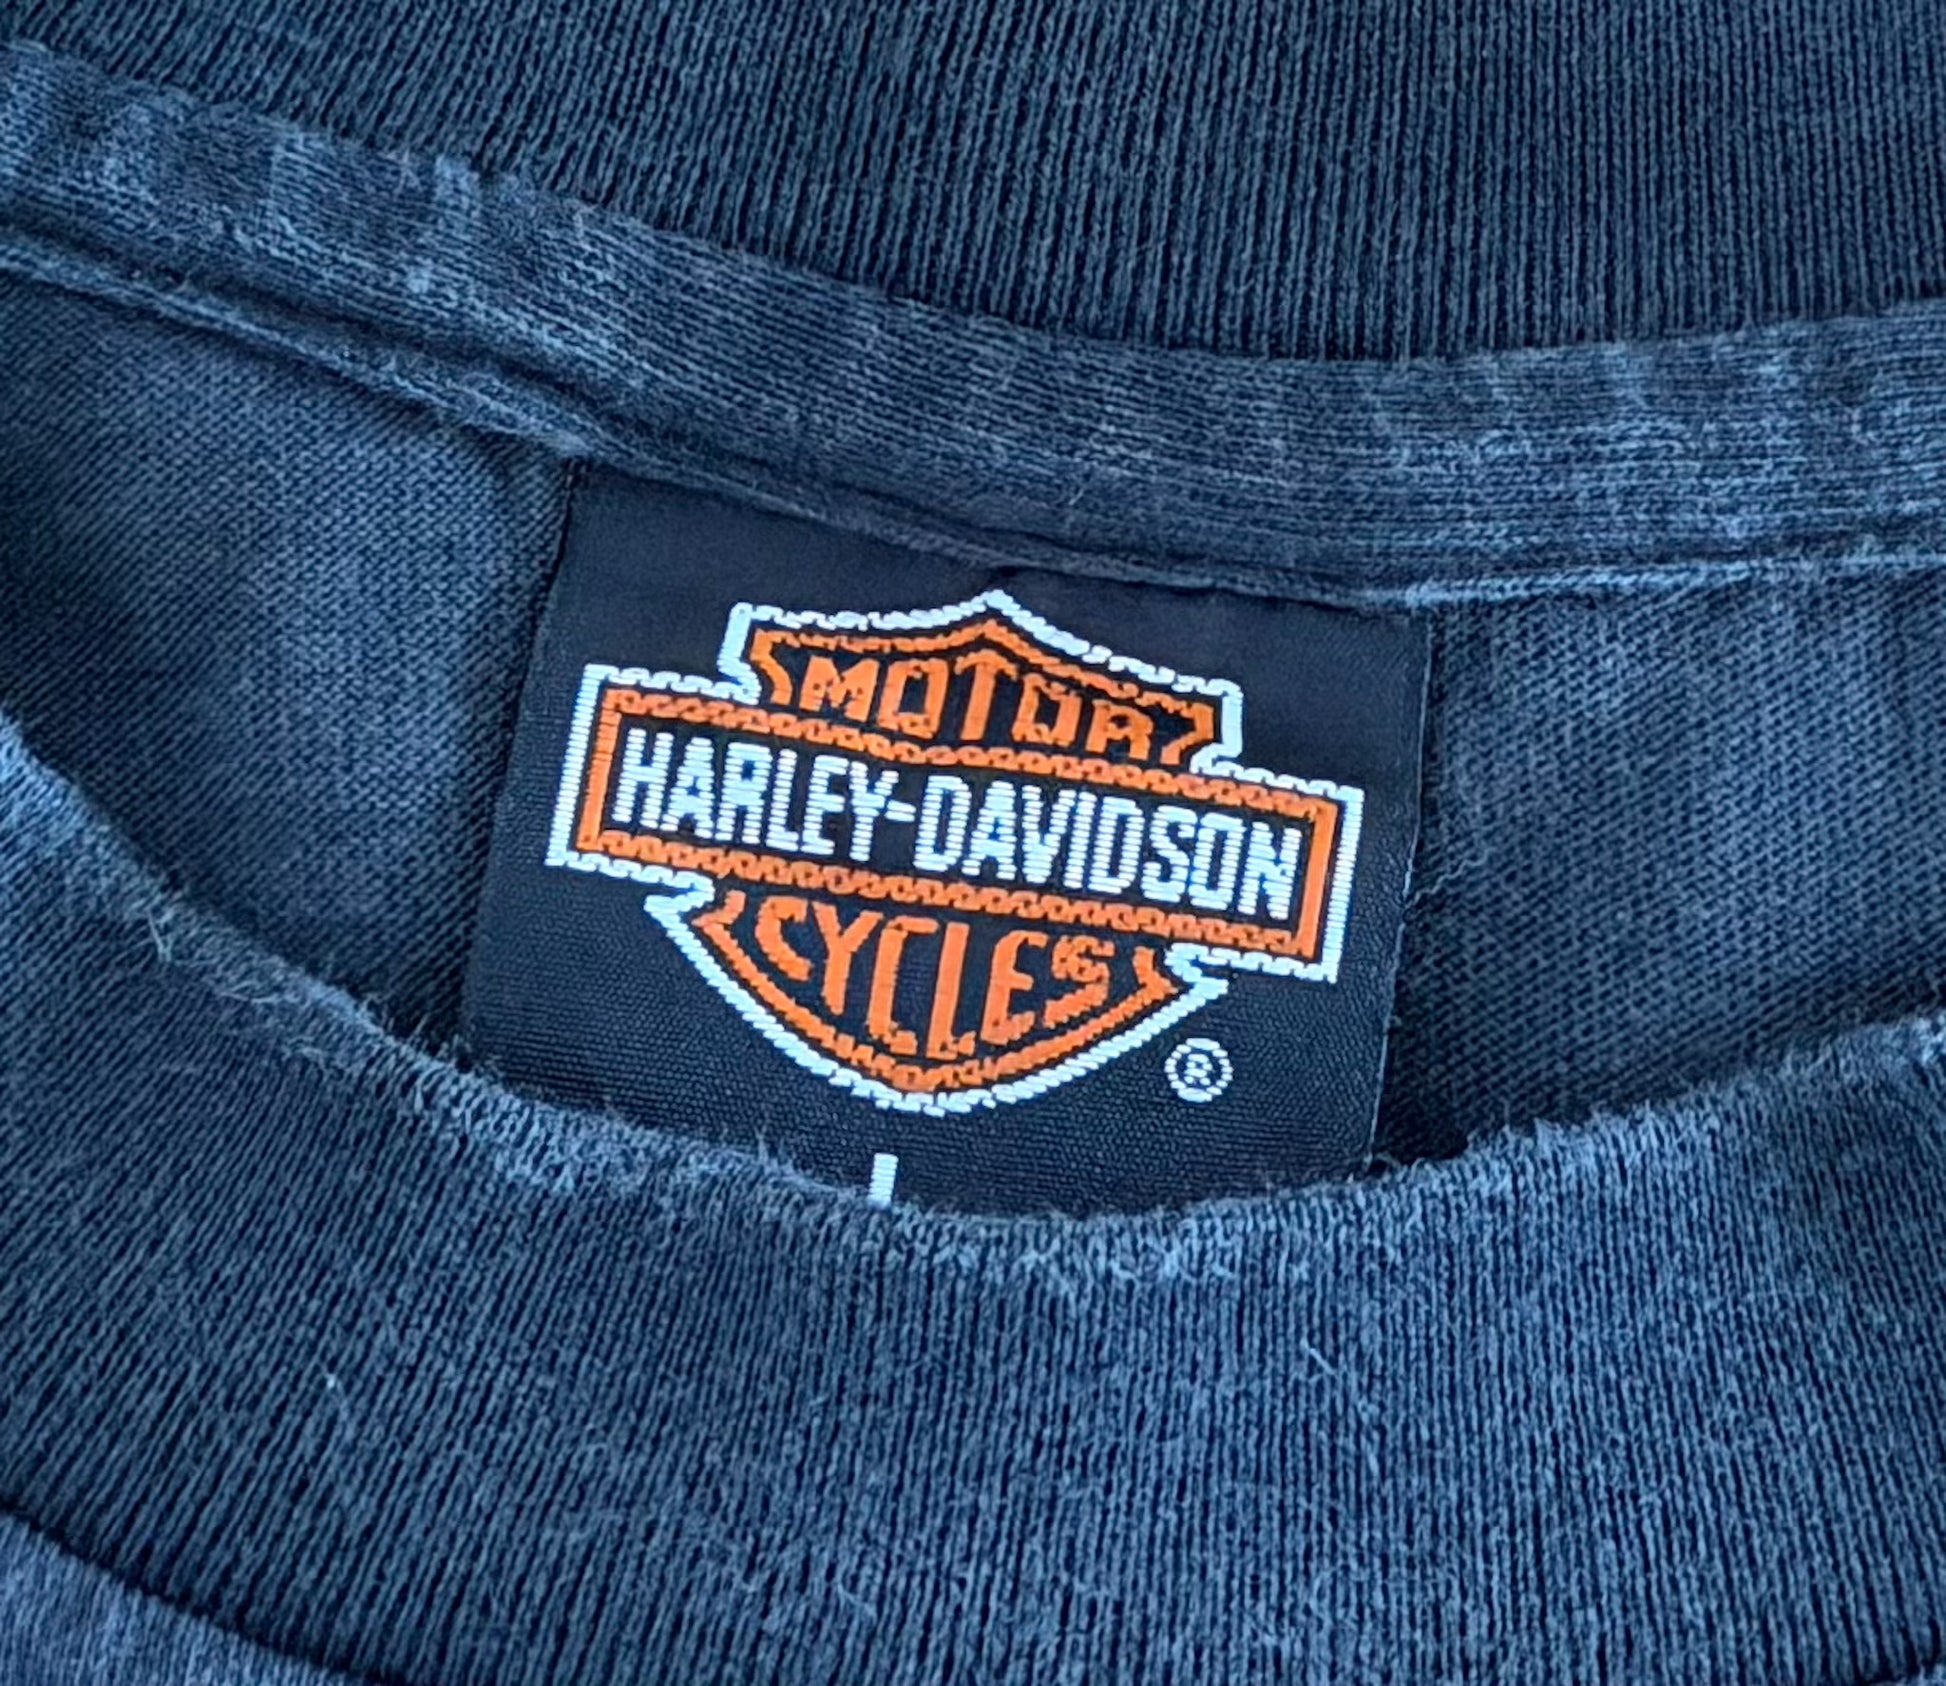 MOTOR
HARLEY-DAVIDSON
CYCLES
®